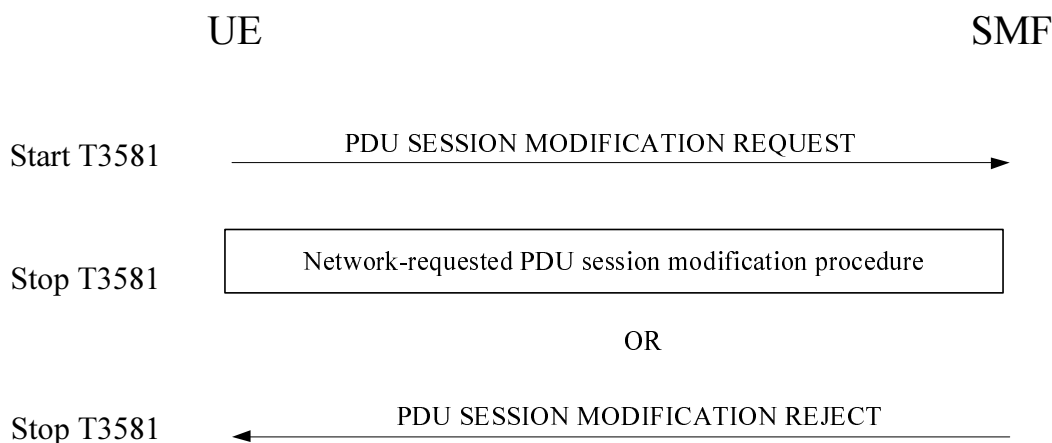 UE SMF
Start T3581 PDU SESSION MODIFICATION REQUEST
Stop T3581 Network-requested PDU session modification procedure
OR
Stop T3581 PDU SESSION MODIFICATION REJECT